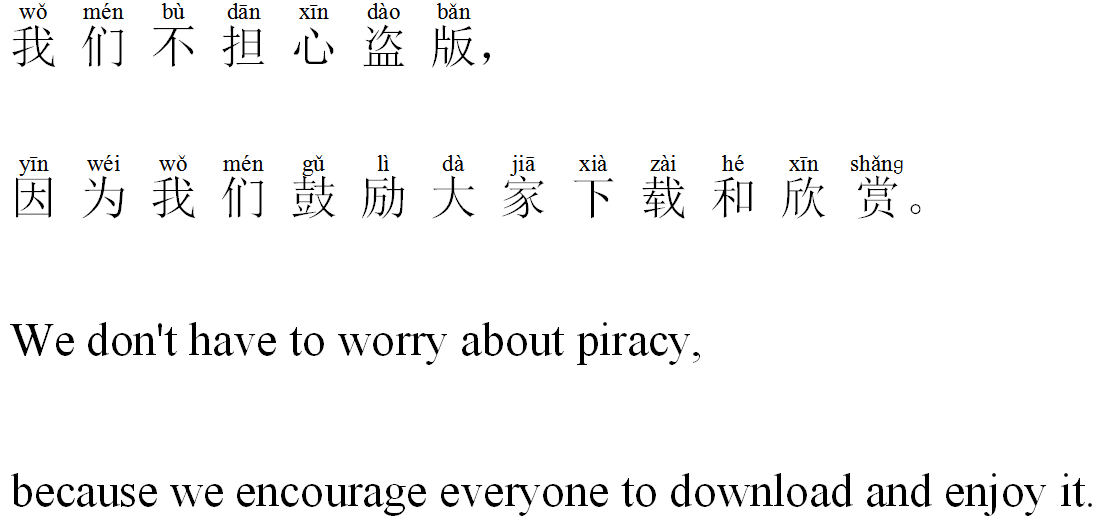 wǒ mén bù dān xīn dào bǎn
我们不担心盗版，
yīn wéi wǒ mén gǔ lì dà jiā xià zài hé xīn shǎng
因为我们鼓励大家下载和欣赏。
We don't have to worry about piracy,
because we encourage everyone to download and enjoy it.